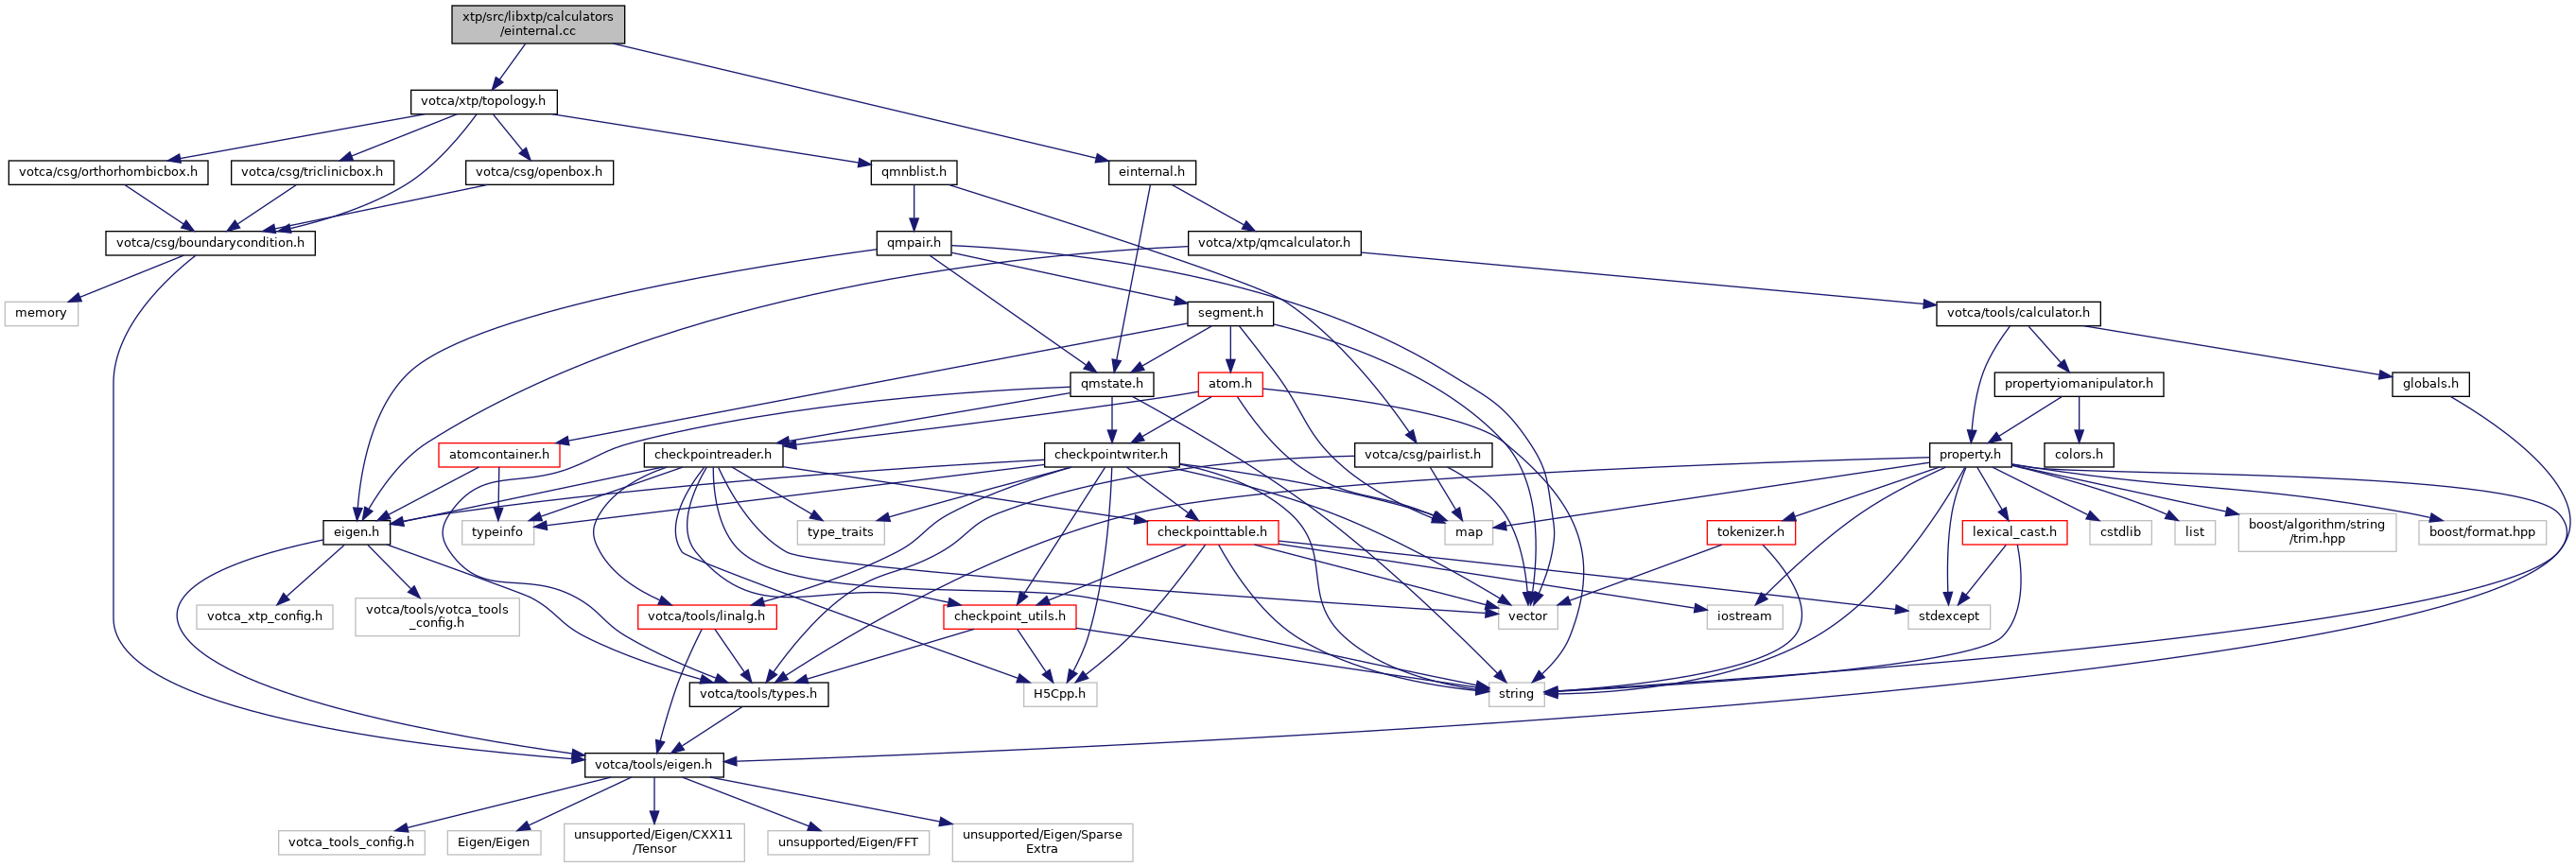 xtp/src/libxtp/calculators
/einternal.cc
votca/xtp/topology.h
votca/csg/orthorhombicbox.h
votca/csg/triclinicbox.h
votca/csg/openbox.h
qmnblist.h
einternal.h
votca/csg/boundarycondition.h
qmpair.h
votca/xtp/qmcalculator.h
memory
segment.h
votca/tools/calculator.h
qmstate.h
atom.h
propertyiomanipulator.h
globals.h
atomcontainer.h
checkpointreader.h
checkpointwriter.h
votca/csg/pairlist.h
property.h
colors.h
eigen.h
typeinfo
type_traits
checkpointtable.h
map
tokenizer.h
lexical_cast.h
cstdlib
list
boost/algorithm/string
/trim.hpp
boost/format.hpp
votca_xtp_config.h
votca/tools/votca_tools
_config.h
votca/tools/linalg.h
checkpoint_utils.h
vector
iostream
stdexcept
votca/tools/types.h
H5Cpp.h
string
votca/tools/eigen.h
votca_tools_config.h
Eigen/Eigen
unsupported/Eigen/CXX11
/Tensor
unsupported/Eigen/FFT
unsupported/Eigen/Sparse
Extra